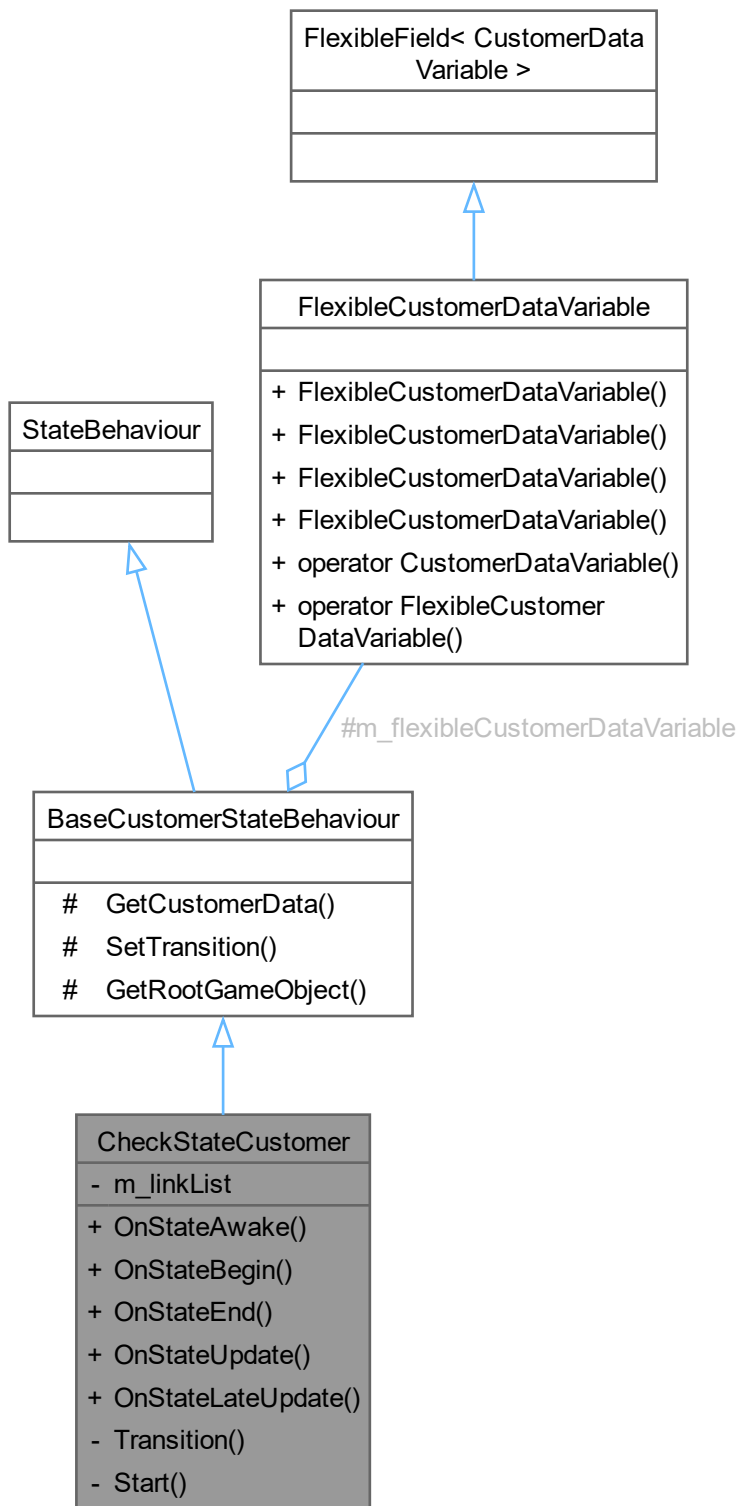 FlexibleField< CustomerData
Variable >
FlexibleCustomerDataVariable
+ FlexibleCustomerDataVariable()
+ FlexibleCustomerDataVariable()
+ FlexibleCustomerDataVariable()
+ FlexibleCustomerDataVariable()
+ operator CustomerDataVariable()
+ operator FlexibleCustomer
DataVariable()
StateBehaviour
#m_flexibleCustomerDataVariable
BaseCustomerStateBehaviour
# GetCustomerData()
# SetTransition()
# GetRootGameObject()
CheckStateCustomer
- m_linkList
+ OnStateAwake()
+ OnStateBegin()
+ OnStateEnd()
+ OnStateUpdate()
+ OnStateLateUpdate()
- Transition()
- Start()